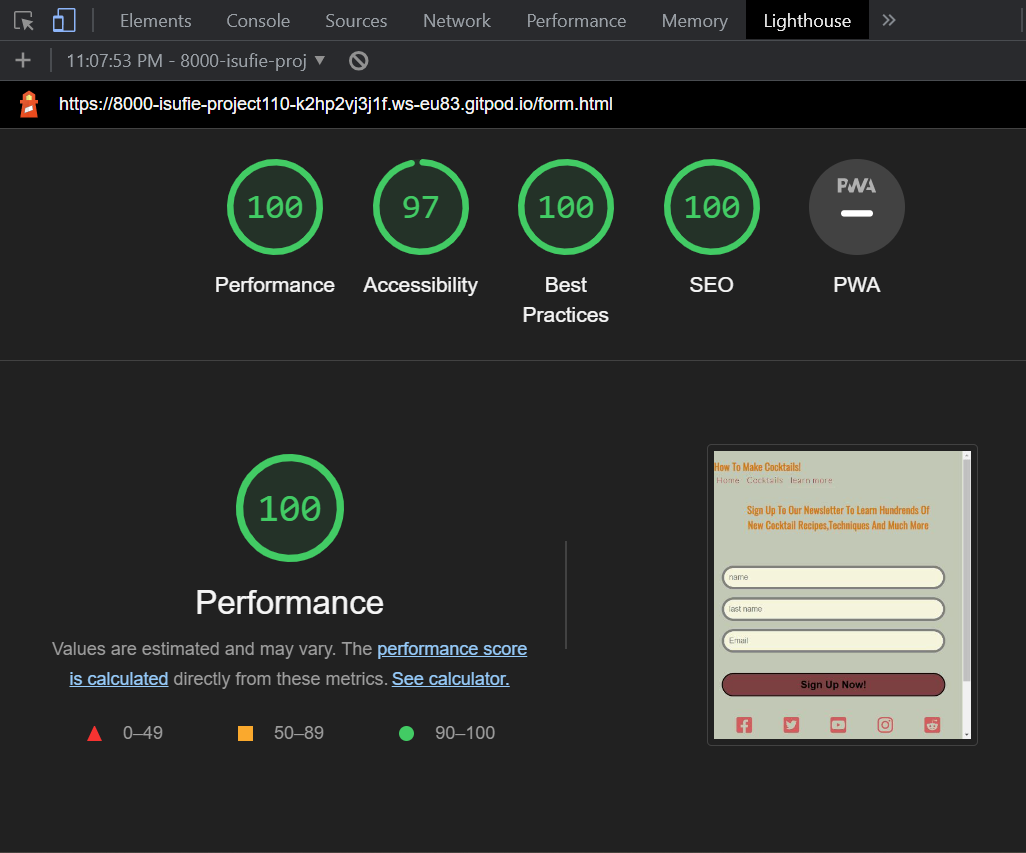 Elements Console Sources Network Performance Memory Lighthouse »
+ 11:07:53 PM - 8000-isufie-proj ▼
https://8000-isufie-project110-k2hp2vj3j1f.ws-eu83.gitpod.io/form.html
100 97 100 100 PWA
Performance Accessibility Best Practices SEO PWA
100
Performance
Values are estimated and may vary. The performance score
is calculated directly from these metrics. See calculator.
0–49 50–89 90–100
How To Make Cocktails!
Home Cocktails learn more
Sign Up To Our Newsletter To Learn Hundrends Of
New Cocktail Recipes,Techniques And Much More
name
last name
Email
Sign Up Now!